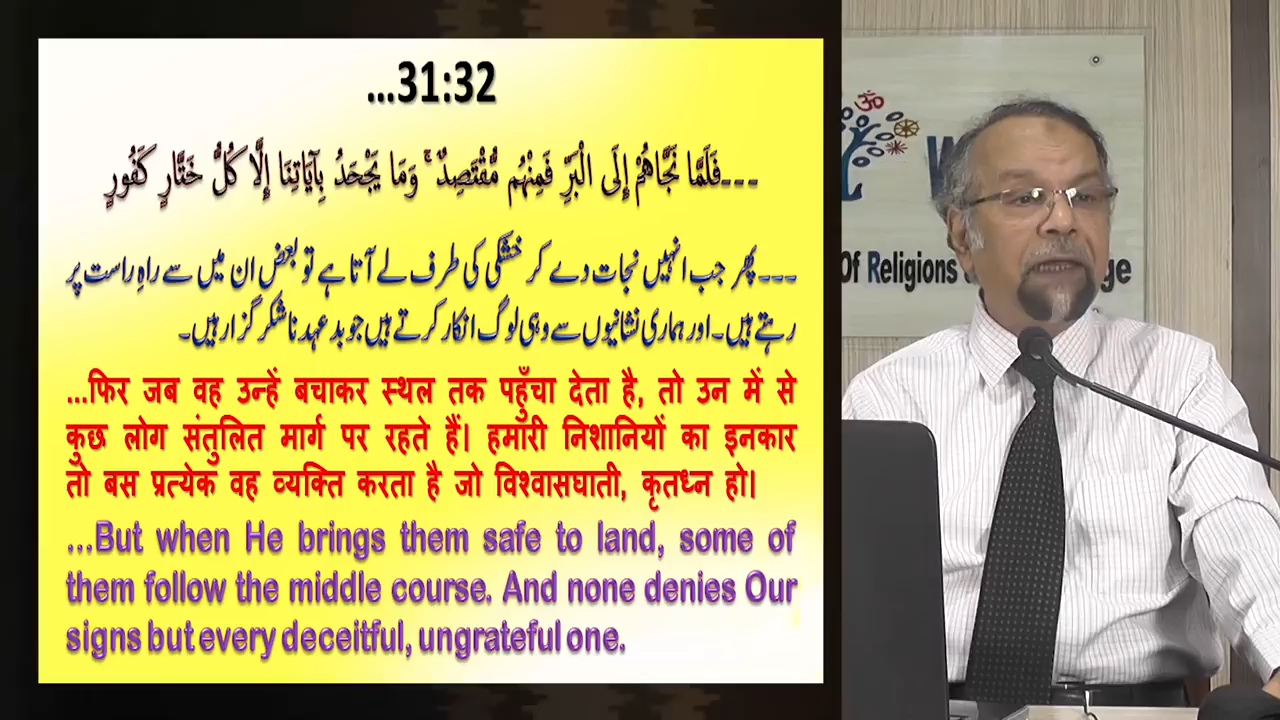 ...31:32
---فَلَمَّا نَجَّاهُمْ إِلَى الْبَرِّ فَمِنْهُم مُّقْتَصِدٌ ۚ وَمَا يَجْحَدُ بِآيَاتِنَا إِلَّا كُلُّ خَتَّارٍ كَفُورٍ
---پھر جب انہیں نجات دے کر خشکی کی طرف لے آتا ہے تو بعض ان میں سے راہِ راست پر
رہتے ہیں۔ اور ہماری نشانیوں سے وہی لوگ انکار کرتے ہیں جو بد عہد ناشکر گزار ہیں۔
...फिर जब वह उन्हें बचाकर स्थल तक पहुँचा देता है, तो उन में से
कुछ लोग संतुलित मार्ग पर रहते हैं। हमारी निशानियों का इनकार
तो बस प्रत्येक वह व्यक्ति करता है जो विश्वासघाती, कृतध्न हो।
...But when He brings them safe to land, some of
them follow the middle course. And none denies Our
signs but every deceitful, ungrateful one.
W
Of Religions
ge